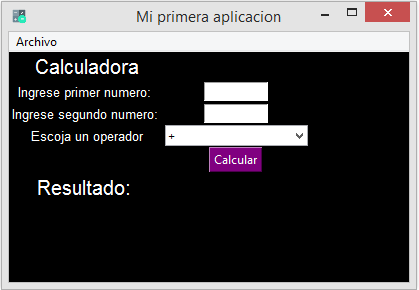 Mi primera aplicacion
Archivo
Calculadora
Ingrese primer numero:
Ingrese segundo numero:
Escoja un operador +
Calcular
Resultado: